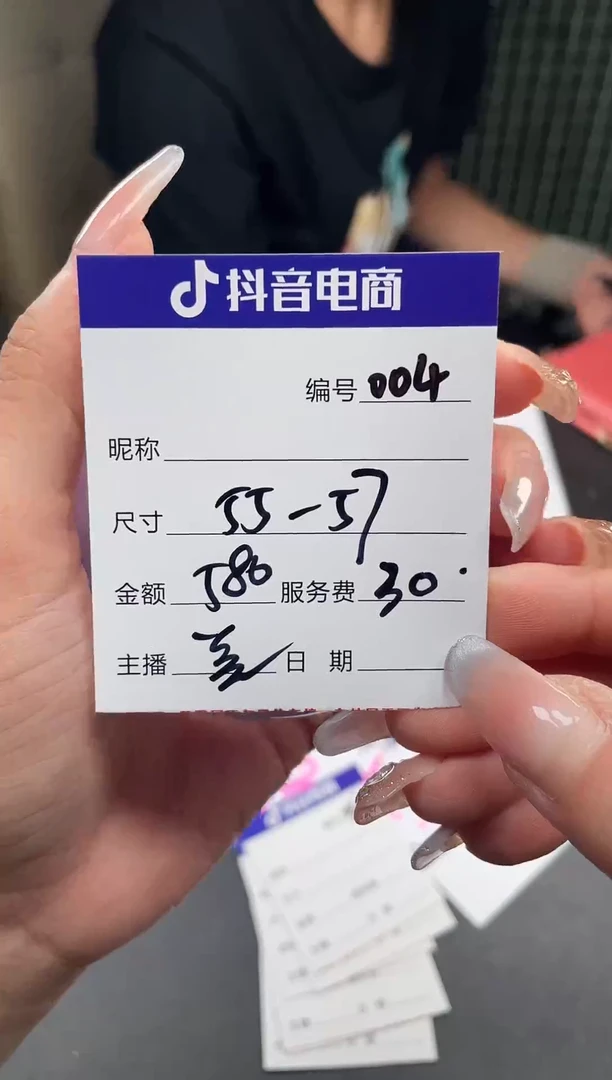 抖音电商
编号 004
昵称
尺寸 55-57
金额 580 服务费 30.
主播 日期